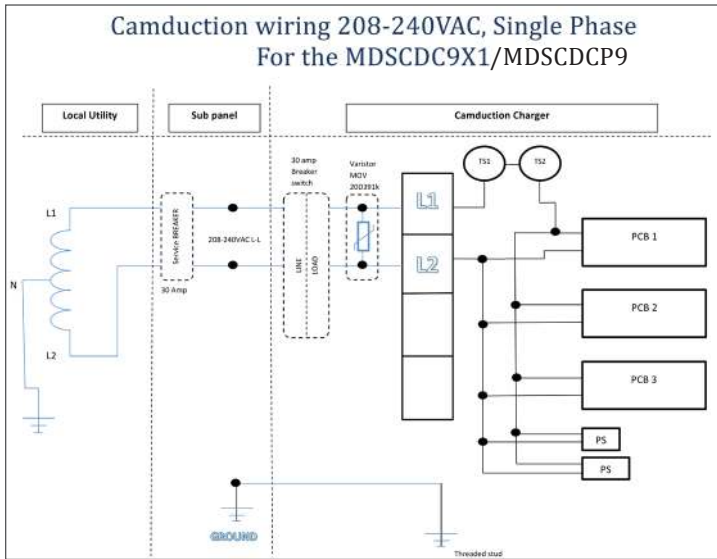 Camduction wiring 208-240VAC, Single Phase
For the MDSCDC9X1/MDSCDCP9
Local Utility
Sub panel
Camduction Charger
L1
N
L2
Service BREAKER
30 Amp
208-240VAC L-L
30 amp
Breaker
switch
LINE
LOAD
Varistor
MOV
20D391k
L1
L2
TS1
TS2
PCB 1
PCB 2
PCB 3
PS
PS
GROUND
Threaded stud